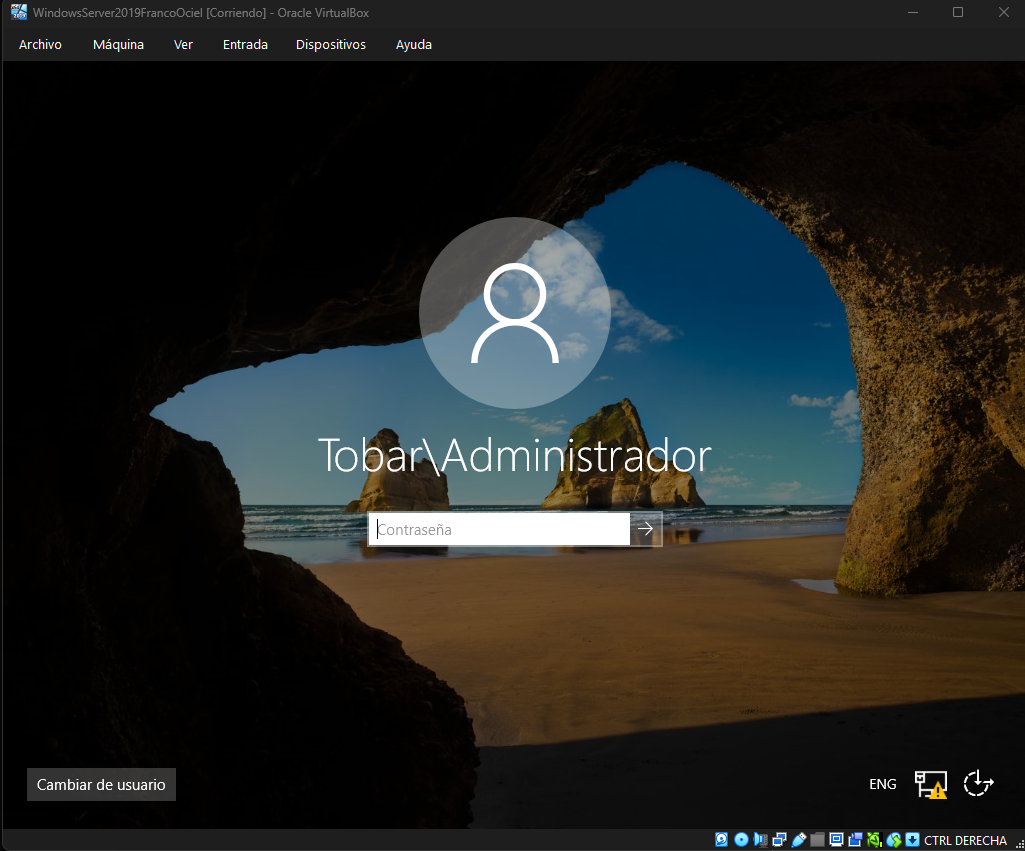 WindowsServer2019FrancoOciel [Corriendo] - Oracle VirtualBox
Archivo Máquina Ver Entrada Dispositivos Ayuda
Tobar\Administrador
Contraseña
Cambiar de usuario
ENG
CTRL DERECHA